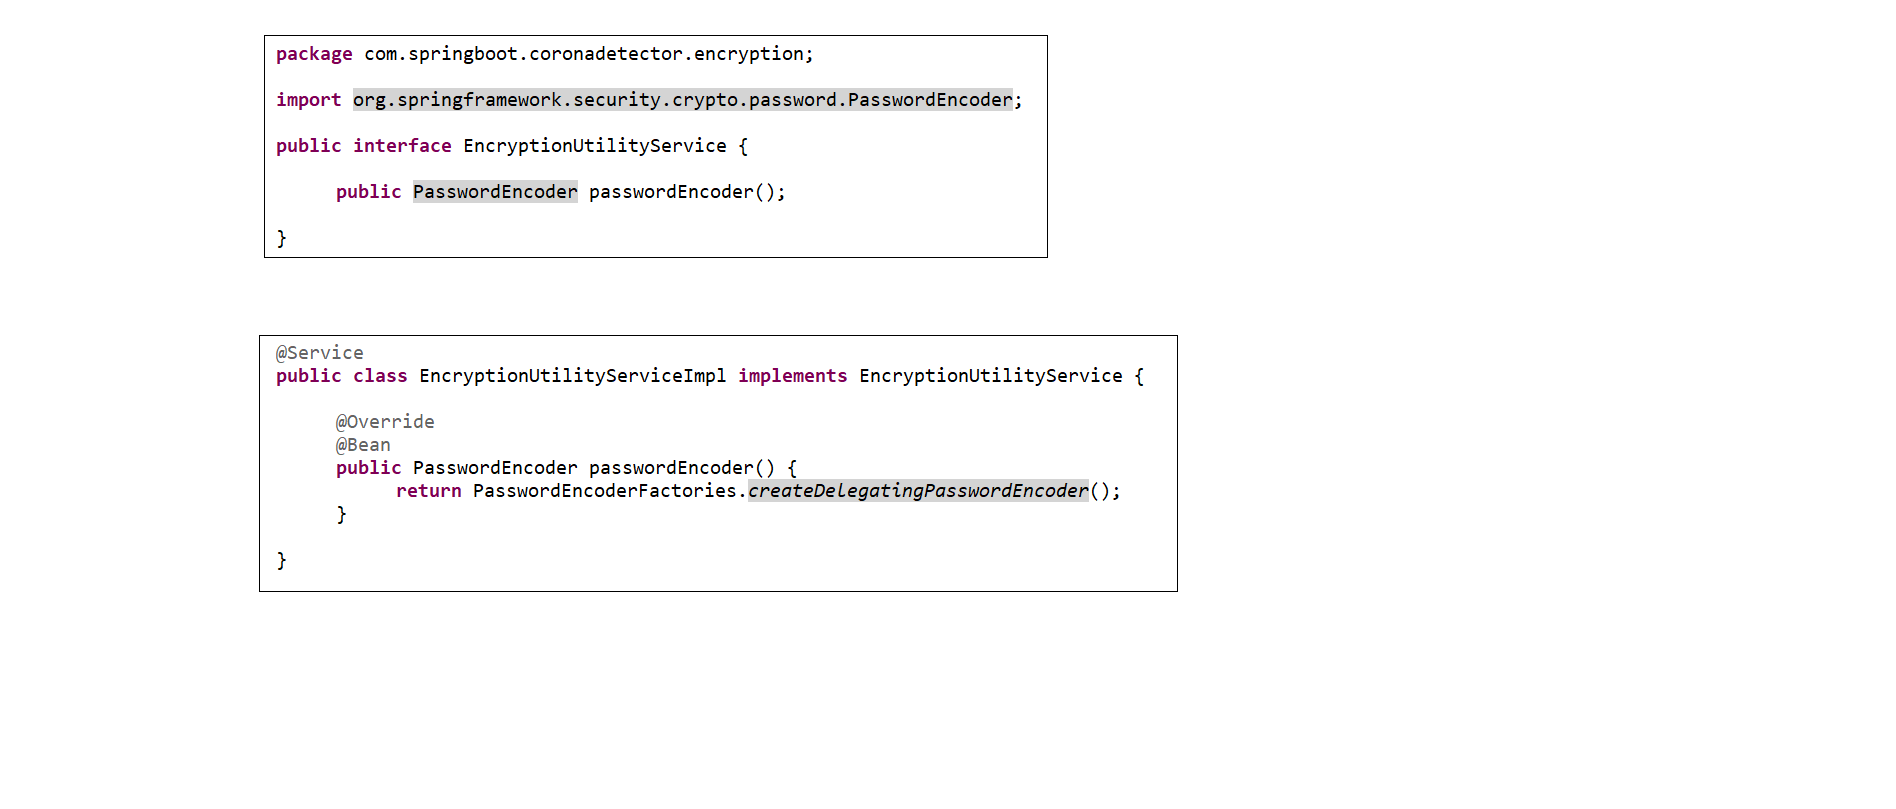 package com.springboot.coronadetector.encryption;
import org.springframework.security.crypto.password.PasswordEncoder;
public interface EncryptionUtilityService {
public PasswordEncoder passwordEncoder();
}
@Service
public class EncryptionUtilityServiceImpl implements EncryptionUtilityService {
@Override
@Bean
public PasswordEncoder passwordEncoder() {
return PasswordEncoderFactories.createDelegatingPasswordEncoder();
}
}